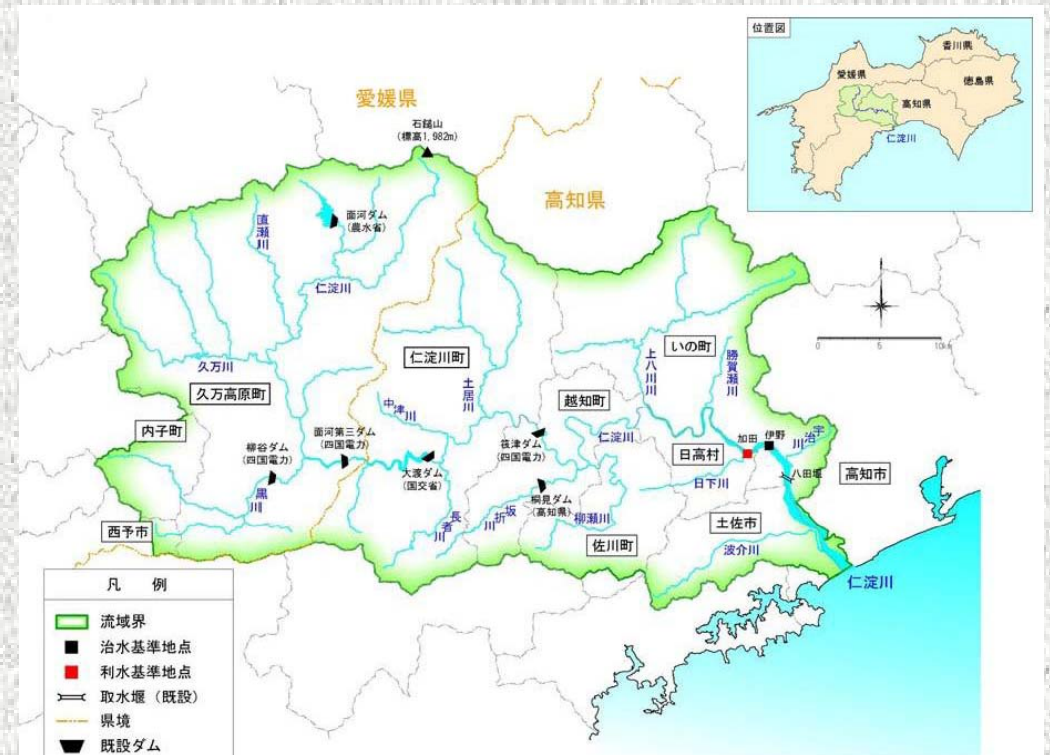 位置図
香川県
愛媛県
徳島県
高知県
仁淀川
愛媛県
石鎚山
(標高1,982m)
高知県
面河ダム
(農水省)
直瀬川
仁淀川
久万川
久万高原町
仁淀川町
土居川
中津川
上八川川
いの町
勝賀瀬川
越知町
仁淀川
内子町
柳谷ダム
(四国電力)
面河第三ダム
(四国電力)
大渡ダム
(国交省)
筏津ダム
(四国電力)
加田
伊野
宇治川
日高村
日下川
八田堰
高知市
黒川
桐見ダム
(高知県)
長者川
坂折川
柳瀬川
土佐市
西予市
佐川町
波介川
仁淀川
0 5 10km
凡 例
流域界
治水基準地点
利水基準地点
取水堰（既設）
県境
既設ダム